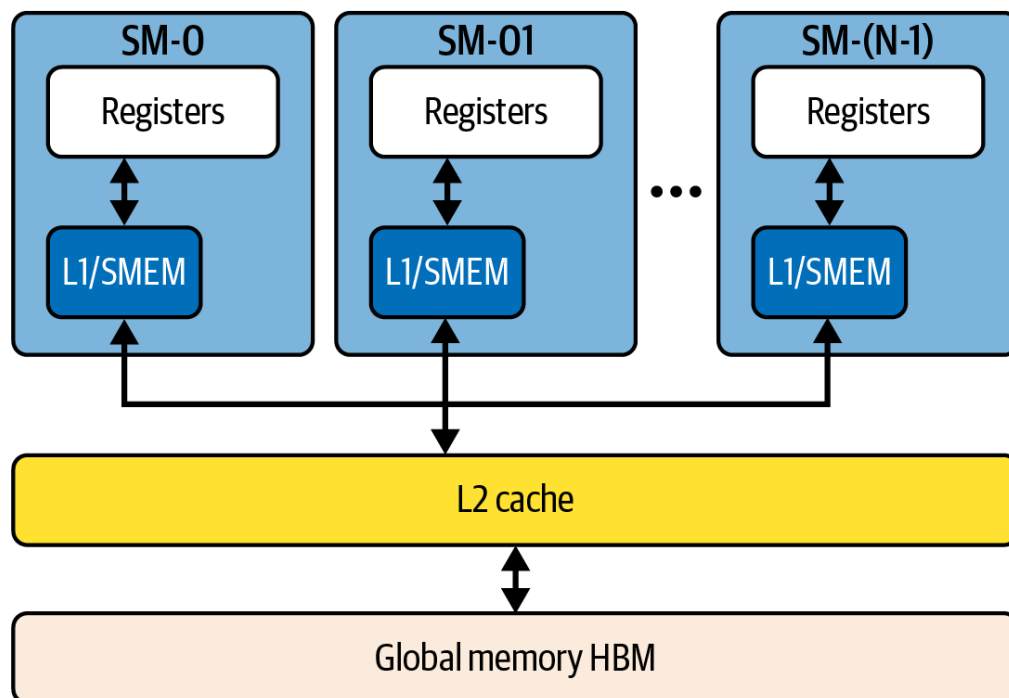 SM-0
SM-01
SM-(N-1)
Registers
Registers
Registers
L1/SMEM
L1/SMEM
L1/SMEM
L2 cache
Global memory HBM